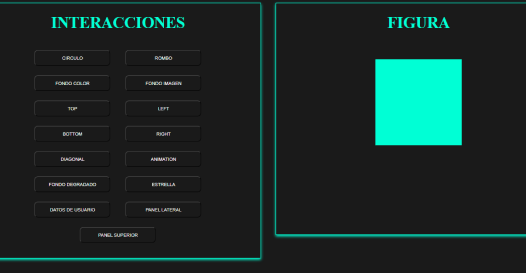 INTERACCIONES
CIRCULO
ROMBO
FONDO COLOR
FONDO IMAGEN
TOP
LEFT
BOTTOM
RIGHT
DIAGONAL
ANIMATION
FONDO DEGRADADO
ESTRELLA
DATOS DE USUARIO
PANEL LATERAL
PANEL SUPERIOR
FIGURA